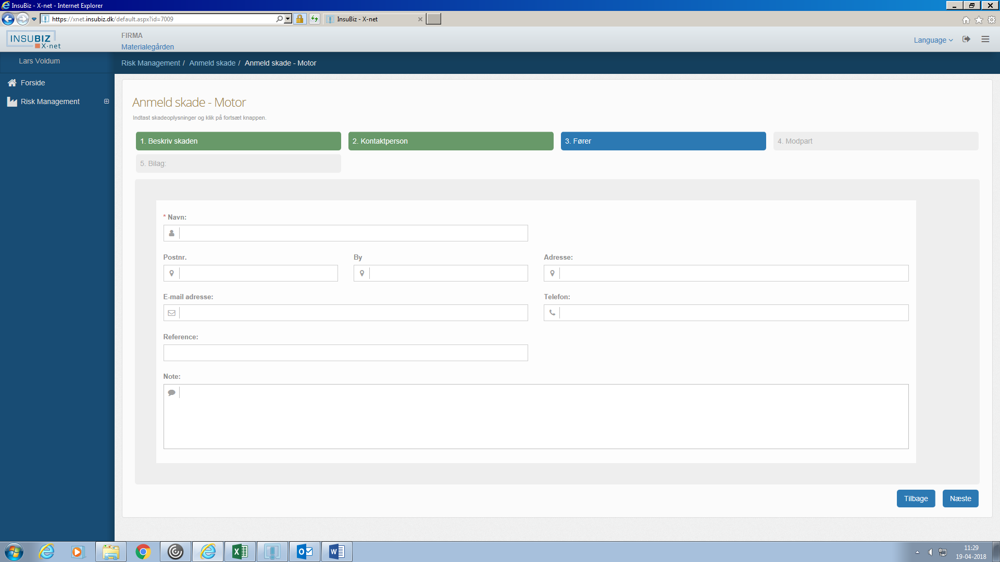 InsuBiz - X-net - Internet Explorer
https://xnet.insubiz.dk/default.aspx?id=7009
InsuBiz - X-net
INSUBIZ
X·net
FIRMA
Materialegården
Language
Lars Voldum
Risk Management / Anmeld skade / Anmeld skade - Motor
Forside
Risk Management
Anmeld skade - Motor
Indtast skadeoplysninger og klik på fortsæt knappen.
1. Beskriv skaden
2. Kontaktperson
3. Fører
4. Modpart
5. Bilag:
* Navn:
Postnr.
By
Adresse:
E-mail adresse:
Telefon:
Reference:
Note:
Tilbage
Næste
11:29
19-04-2018